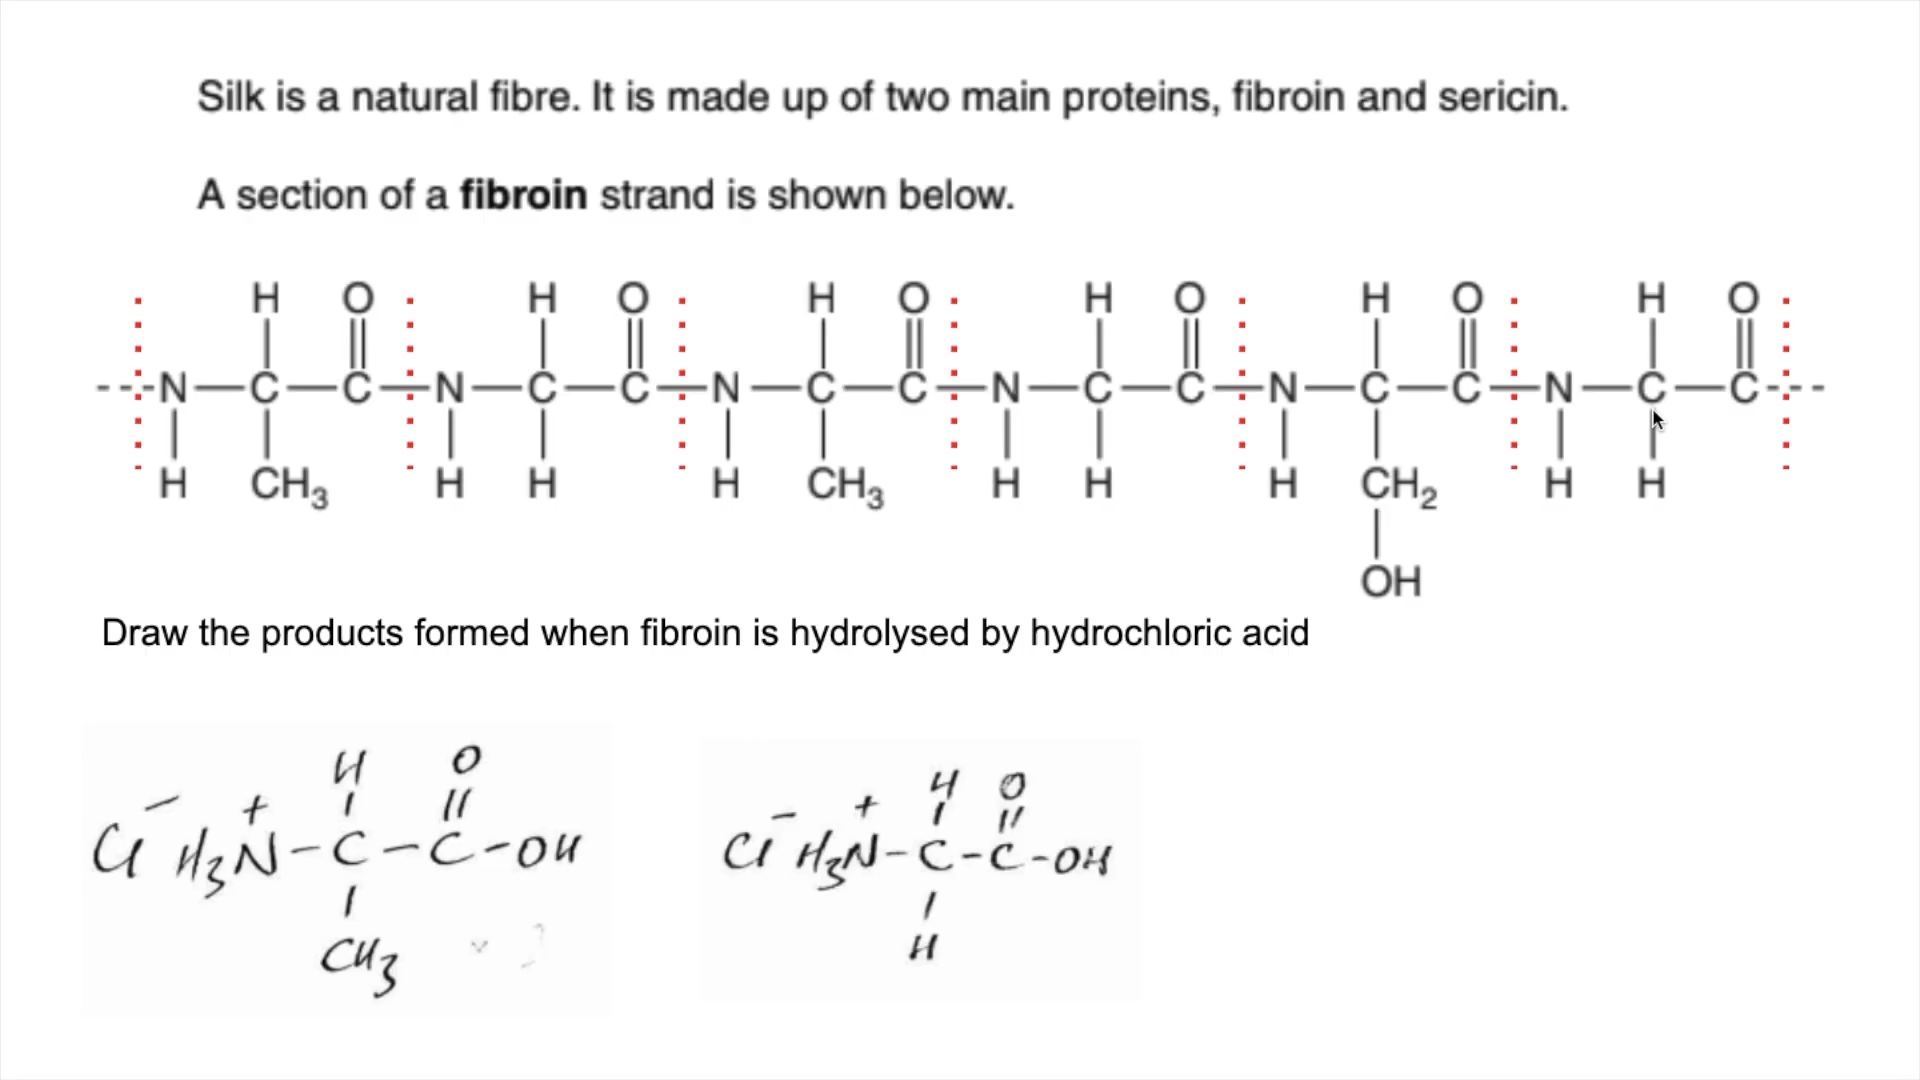 Silk is a natural fibre. It is made up of two main proteins, fibroin and sericin.
A section of a fibroin strand is shown below.
H O H O H O H O H O H O
---N—C—C—N—C—C—N—C—C—N—C—C—N—C—C—N—C—C---
H CH₃ H H H CH₃ H H H CH₂ H H
OH
Draw the products formed when fibroin is hydrolysed by hydrochloric acid
H O
Cl⁻ H₃N⁺-C-C-OH
CH₃
H O
Cl⁻ H₃N⁺-C-C-OH
H